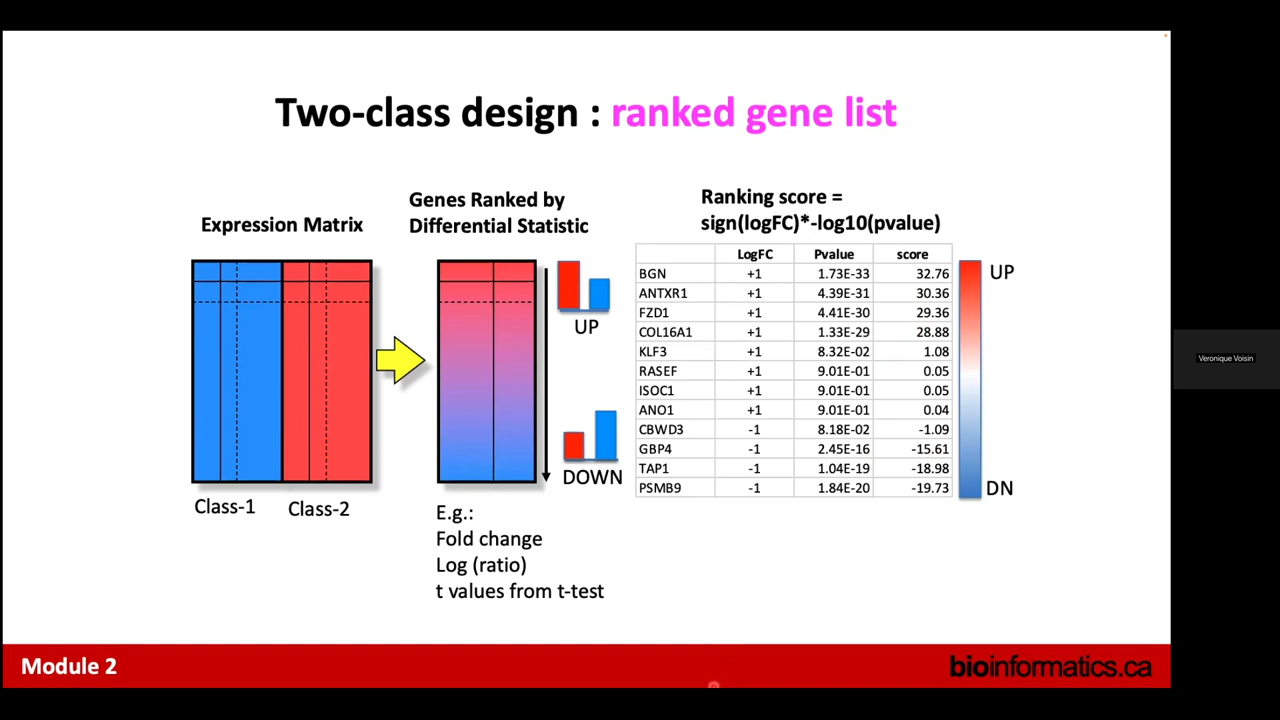 Two-class design : ranked gene list
Expression Matrix
Class-1 Class-2
Genes Ranked by
Differential Statistic
UP
DOWN
E.g.:
Fold change
Log (ratio)
t values from t-test
Ranking score =
sign(logFC)*-log10(pvalue)
LogFC Pvalue score
BGN +1 1.73E-33 32.76
ANTXR1 +1 4.39E-31 30.36
FZD1 +1 4.41E-30 29.36
COL16A1 +1 1.33E-29 28.88
KLF3 +1 8.32E-02 1.08
RASEF +1 9.01E-01 0.05
ISOC1 +1 9.01E-01 0.05
ANO1 +1 9.01E-01 0.04
CBWD3 -1 8.18E-02 -1.09
GBP4 -1 2.45E-16 -15.61
TAP1 -1 1.04E-19 -18.98
PSMB9 -1 1.84E-20 -19.73
UP
DN
Veronique Voisin
Module 2
bioinformatics.ca